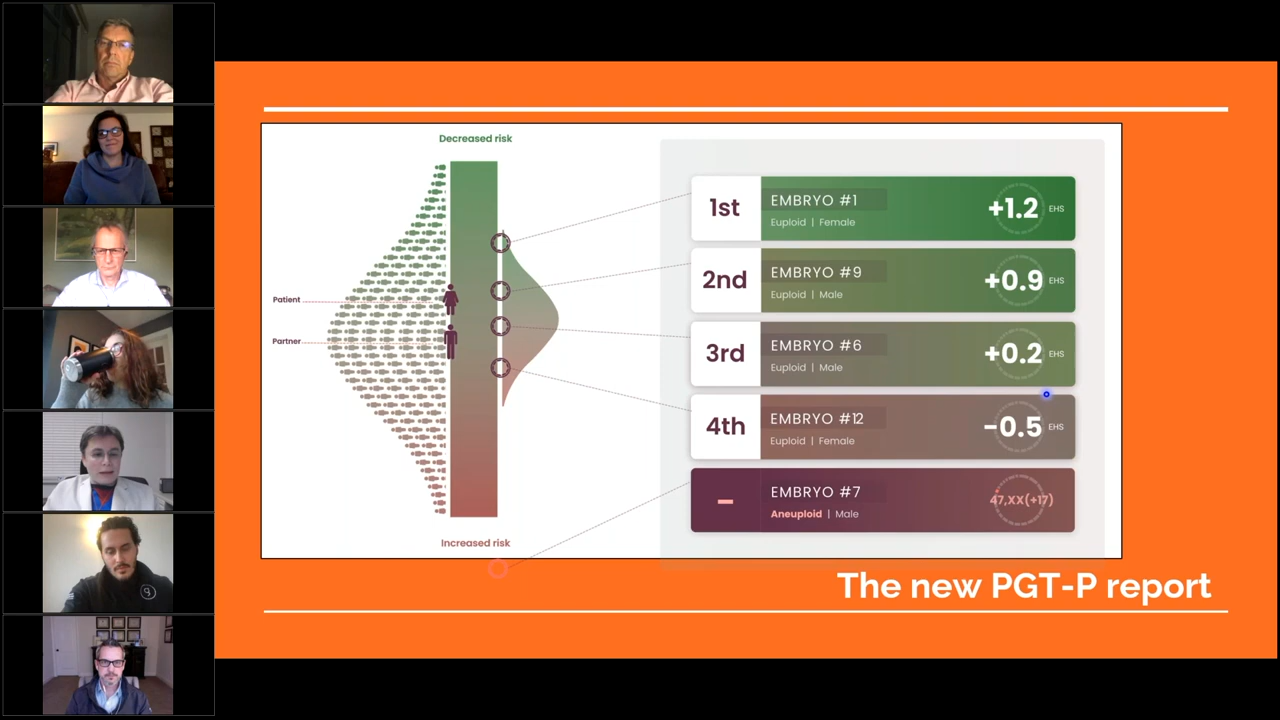 Decreased risk
Patient
Partner
Increased risk
1st
EMBRYO #1
Euploid | Female
+1.2 EHS
2nd
EMBRYO #9
Euploid | Male
+0.9 EHS
3rd
EMBRYO #6
Euploid | Male
+0.2 EHS
4th
EMBRYO #12
Euploid | Female
−0.5 EHS
–
EMBRYO #7
Aneuploid | Male
47,XX(+17)
The new PGT-P report